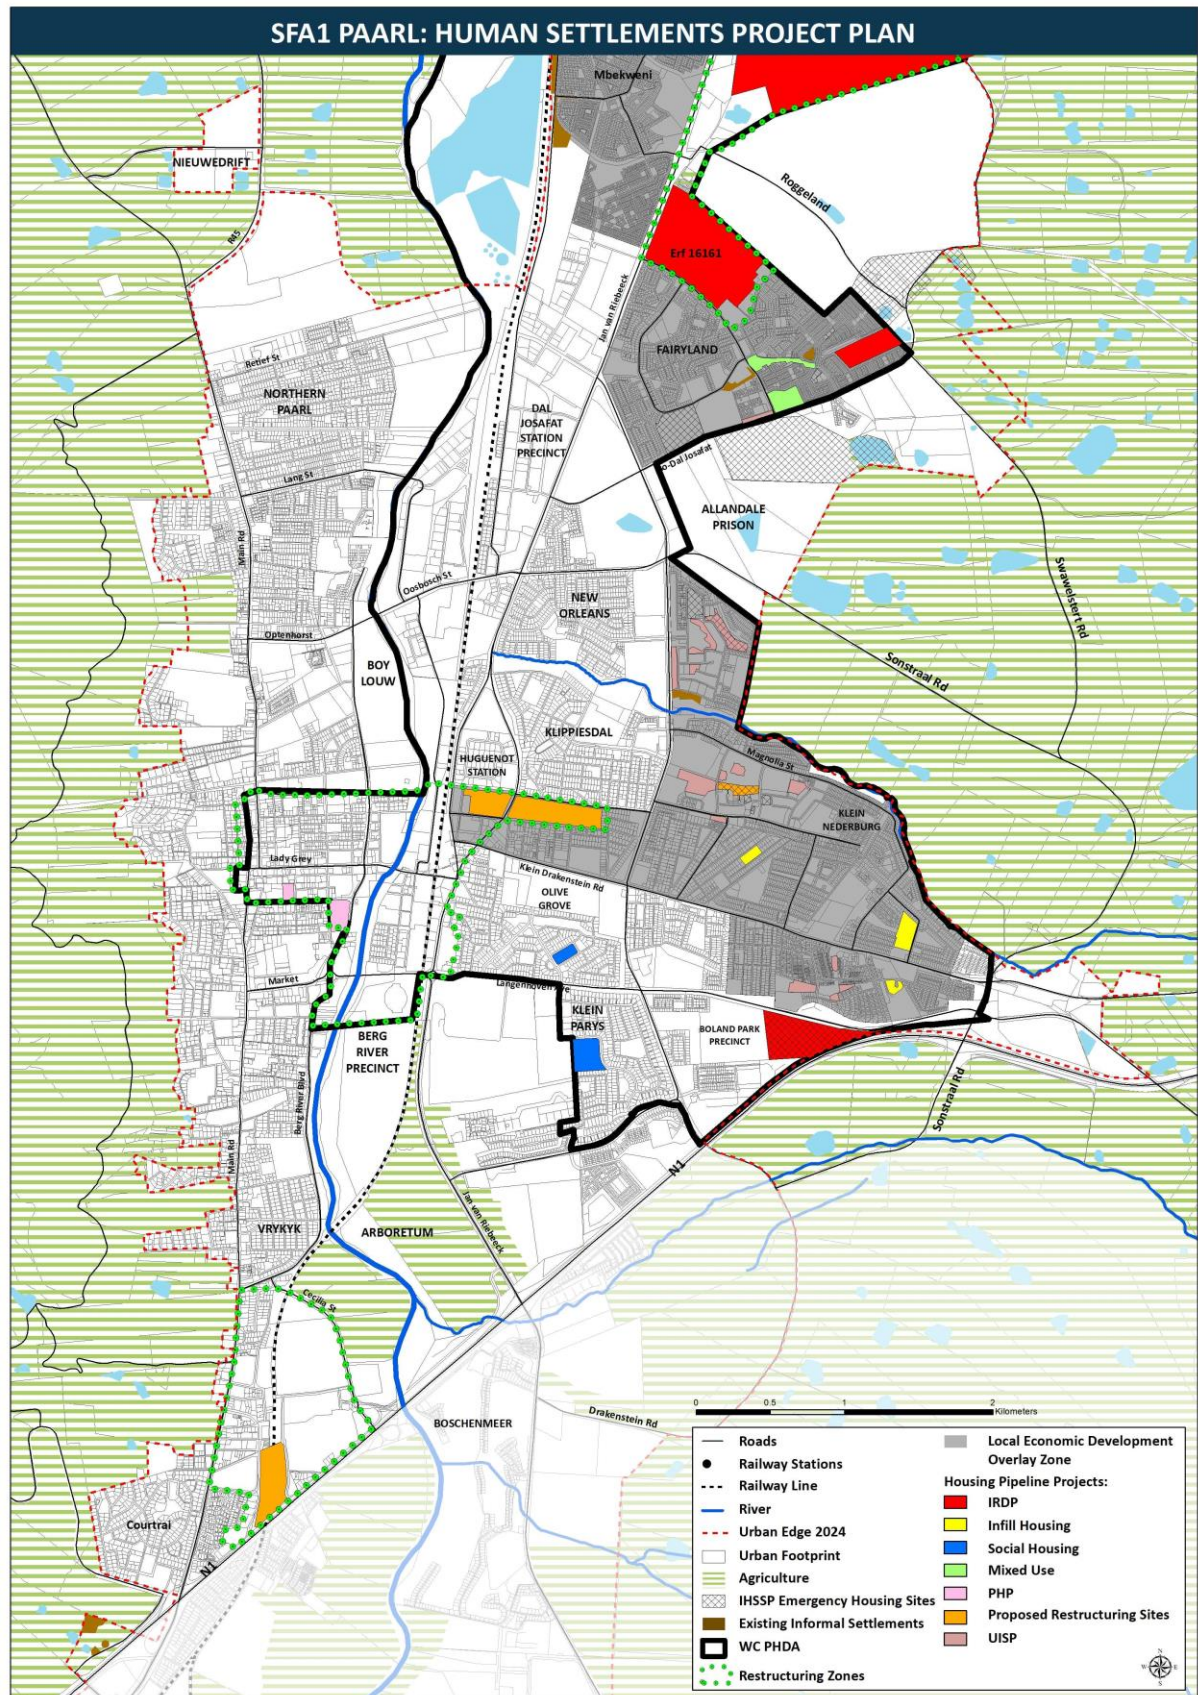 SFA1 PAARL: HUMAN SETTLEMENTS PROJECT PLAN
Mbekweni
NIEUWEDRIFT
Roggeland
R45
Erf 16161
Jan van Riebeeck
FAIRYLAND
Retief St
NORTHERN
PAARL
DAL
JOSAFAT
STATION
PRECINCT
o-Dal Josafat
Lang St
ALLANDALE
PRISON
Main Rd
Swawelstert Rd
Oosbosch St
NEW
ORLEANS
Optenhorst
BOY
LOUW
Sonstraal Rd
KLIPPIESDAL
HUGUENOT
STATION
Magnolia St
KLEIN
NEDERBURG
Lady Grey
Klein Drakenstein Rd
OLIVE
GROVE
Market
Langenhoven Ave
KLEIN
PARYS
BOLAND PARK
PRECINCT
BERG
RIVER
PRECINCT
Berg River Blvd
Sonstraal Rd
Main Rd
N1
Jan van Riebeeck
VRYKYK
ARBORETUM
Cecilia St
BOSCHENMEER
Drakenstein Rd
Courtrai
N1
0 0.5 1 2
Kilometers
Roads
Railway Stations
Railway Line
River
Urban Edge 2024
Urban Footprint
Agriculture
IHSSP Emergency Housing Sites
Existing Informal Settlements
WC PHDA
Restructuring Zones
Local Economic Development
Overlay Zone
Housing Pipeline Projects:
IRDP
Infill Housing
Social Housing
Mixed Use
PHP
Proposed Restructuring Sites
UISP
N
W E
S